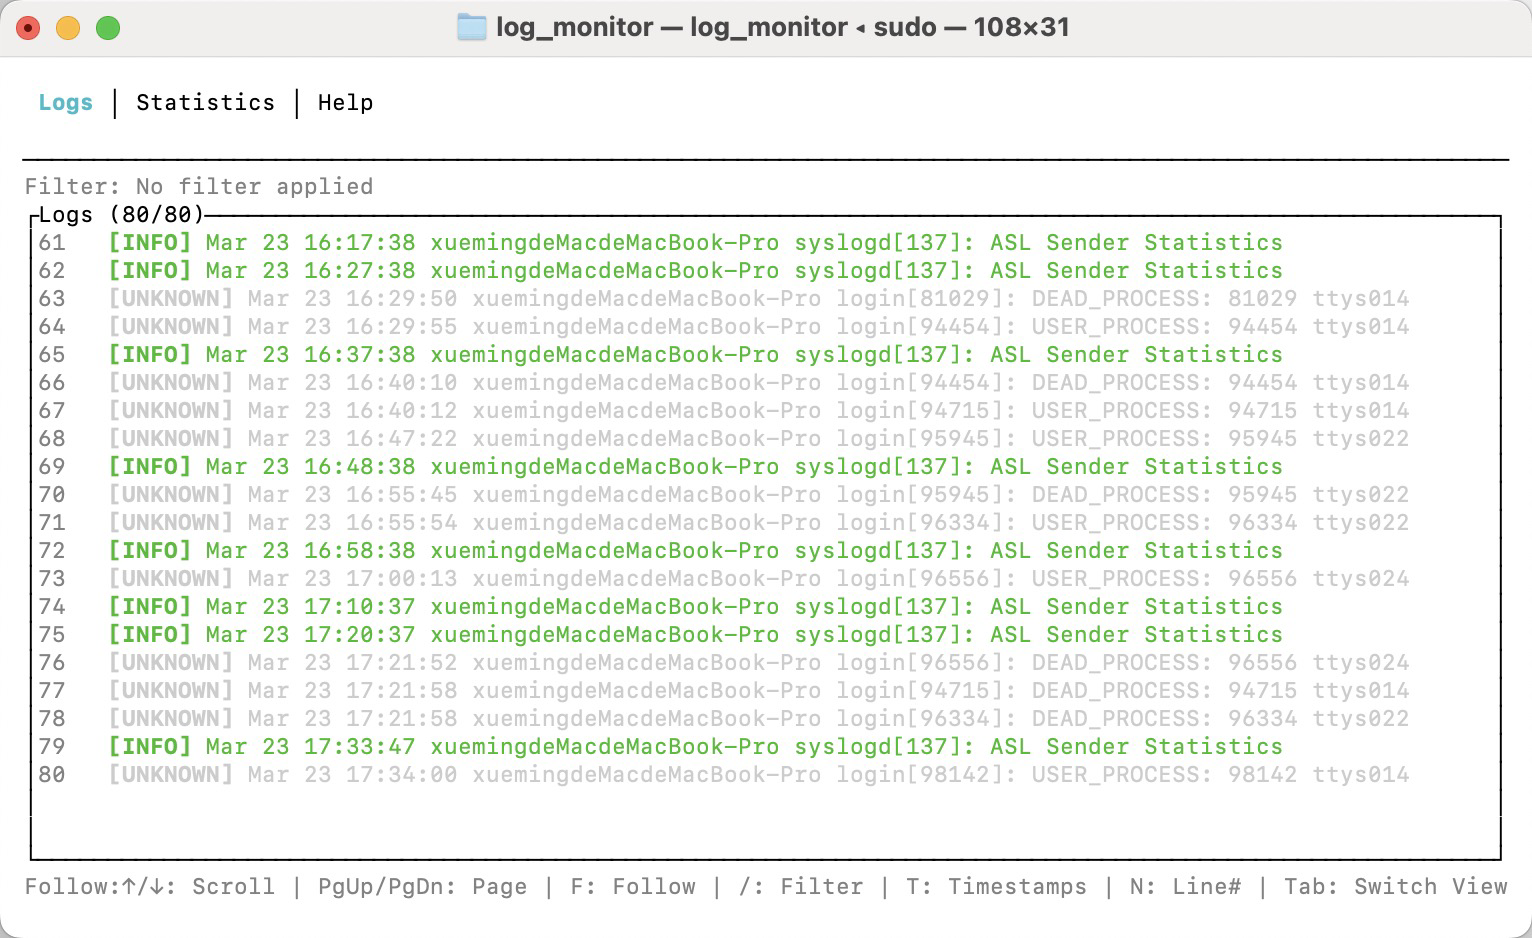 log_monitor — log_monitor ◂ sudo — 108×31
Logs │ Statistics │ Help
Filter: No filter applied
Logs (80/80)
61 [INFO] Mar 23 16:17:38 xuemingdeMacdeMacBook-Pro syslogd[137]: ASL Sender Statistics
62 [INFO] Mar 23 16:27:38 xuemingdeMacdeMacBook-Pro syslogd[137]: ASL Sender Statistics
63 [UNKNOWN] Mar 23 16:29:50 xuemingdeMacdeMacBook-Pro login[81029]: DEAD_PROCESS: 81029 ttys014
64 [UNKNOWN] Mar 23 16:29:55 xuemingdeMacdeMacBook-Pro login[94454]: USER_PROCESS: 94454 ttys014
65 [INFO] Mar 23 16:37:38 xuemingdeMacdeMacBook-Pro syslogd[137]: ASL Sender Statistics
66 [UNKNOWN] Mar 23 16:40:10 xuemingdeMacdeMacBook-Pro login[94454]: DEAD_PROCESS: 94454 ttys014
67 [UNKNOWN] Mar 23 16:40:12 xuemingdeMacdeMacBook-Pro login[94715]: USER_PROCESS: 94715 ttys014
68 [UNKNOWN] Mar 23 16:47:22 xuemingdeMacdeMacBook-Pro login[95945]: USER_PROCESS: 95945 ttys022
69 [INFO] Mar 23 16:48:38 xuemingdeMacdeMacBook-Pro syslogd[137]: ASL Sender Statistics
70 [UNKNOWN] Mar 23 16:55:45 xuemingdeMacdeMacBook-Pro login[95945]: DEAD_PROCESS: 95945 ttys022
71 [UNKNOWN] Mar 23 16:55:54 xuemingdeMacdeMacBook-Pro login[96334]: USER_PROCESS: 96334 ttys022
72 [INFO] Mar 23 16:58:38 xuemingdeMacdeMacBook-Pro syslogd[137]: ASL Sender Statistics
73 [UNKNOWN] Mar 23 17:00:13 xuemingdeMacdeMacBook-Pro login[96556]: USER_PROCESS: 96556 ttys024
74 [INFO] Mar 23 17:10:37 xuemingdeMacdeMacBook-Pro syslogd[137]: ASL Sender Statistics
75 [INFO] Mar 23 17:20:37 xuemingdeMacdeMacBook-Pro syslogd[137]: ASL Sender Statistics
76 [UNKNOWN] Mar 23 17:21:52 xuemingdeMacdeMacBook-Pro login[96556]: DEAD_PROCESS: 96556 ttys024
77 [UNKNOWN] Mar 23 17:21:58 xuemingdeMacdeMacBook-Pro login[94715]: DEAD_PROCESS: 94715 ttys014
78 [UNKNOWN] Mar 23 17:21:58 xuemingdeMacdeMacBook-Pro login[96334]: DEAD_PROCESS: 96334 ttys022
79 [INFO] Mar 23 17:33:47 xuemingdeMacdeMacBook-Pro syslogd[137]: ASL Sender Statistics
80 [UNKNOWN] Mar 23 17:34:00 xuemingdeMacdeMacBook-Pro login[98142]: USER_PROCESS: 98142 ttys014
Follow:↑/↓: Scroll | PgUp/PgDn: Page | F: Follow | /: Filter | T: Timestamps | N: Line# | Tab: Switch View